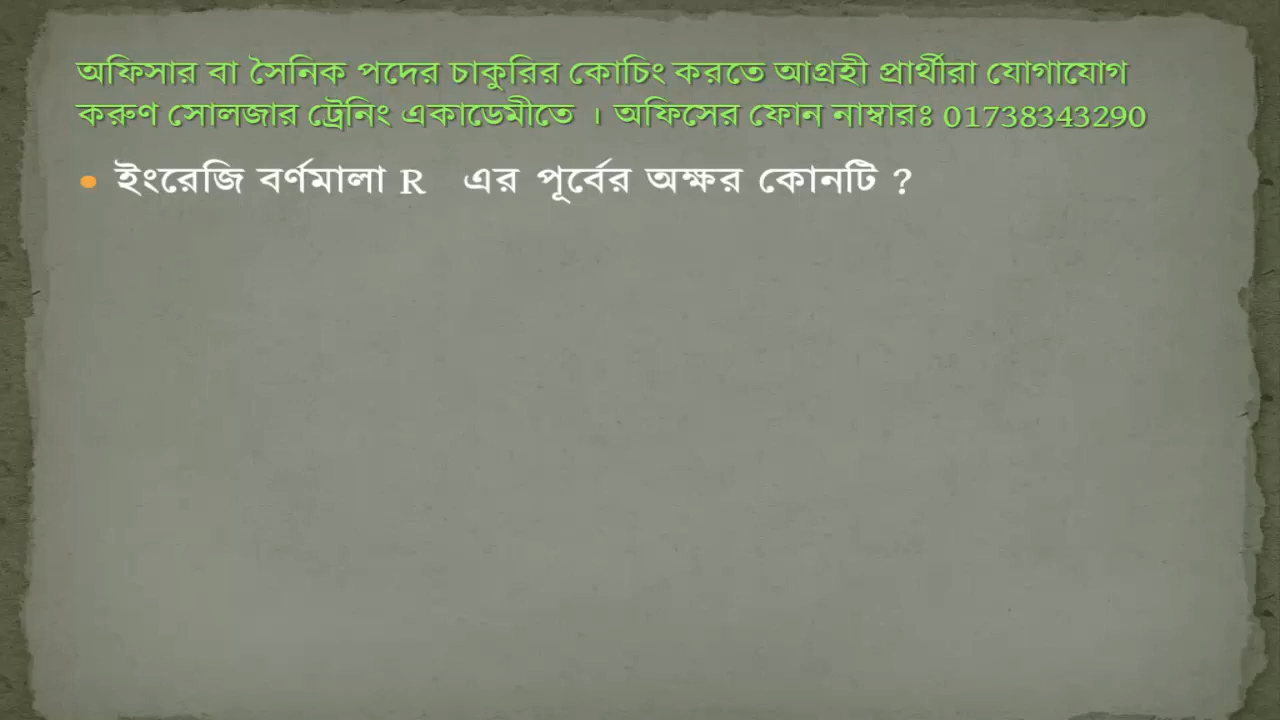 অফিসার বা সৈনিক পদের চাকুরির কোচিং করতে আগ্রহী প্রার্থীরা যোগাযোগ
করুণ সোলজার ট্রেনিং একাডেমীতে । অফিসের ফোন নাম্বারঃ 01738343290
• ইংরেজি বর্ণমালা R এর পূর্বের অক্ষর কোনটি ?